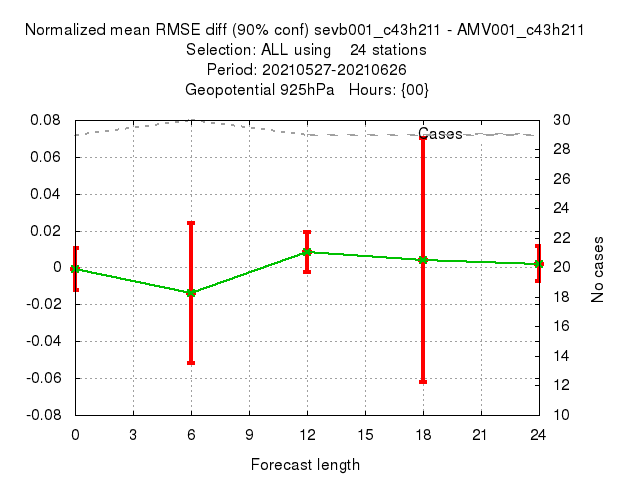 Normalized mean RMSE diff (90% conf) sevb001_c43h211 - AMV001_c43h211
Selection: ALL using    24 stations
Period: 20210527-20210626
Geopotential 925hPa   Hours: {00}
Cases
0.08
0.06
0.04
0.02
0
-0.02
-0.04
-0.06
-0.08
30
28
26
24
22
20
18
16
14
12
10
No cases
0 3 6 9 12 15 18 21 24
Forecast length